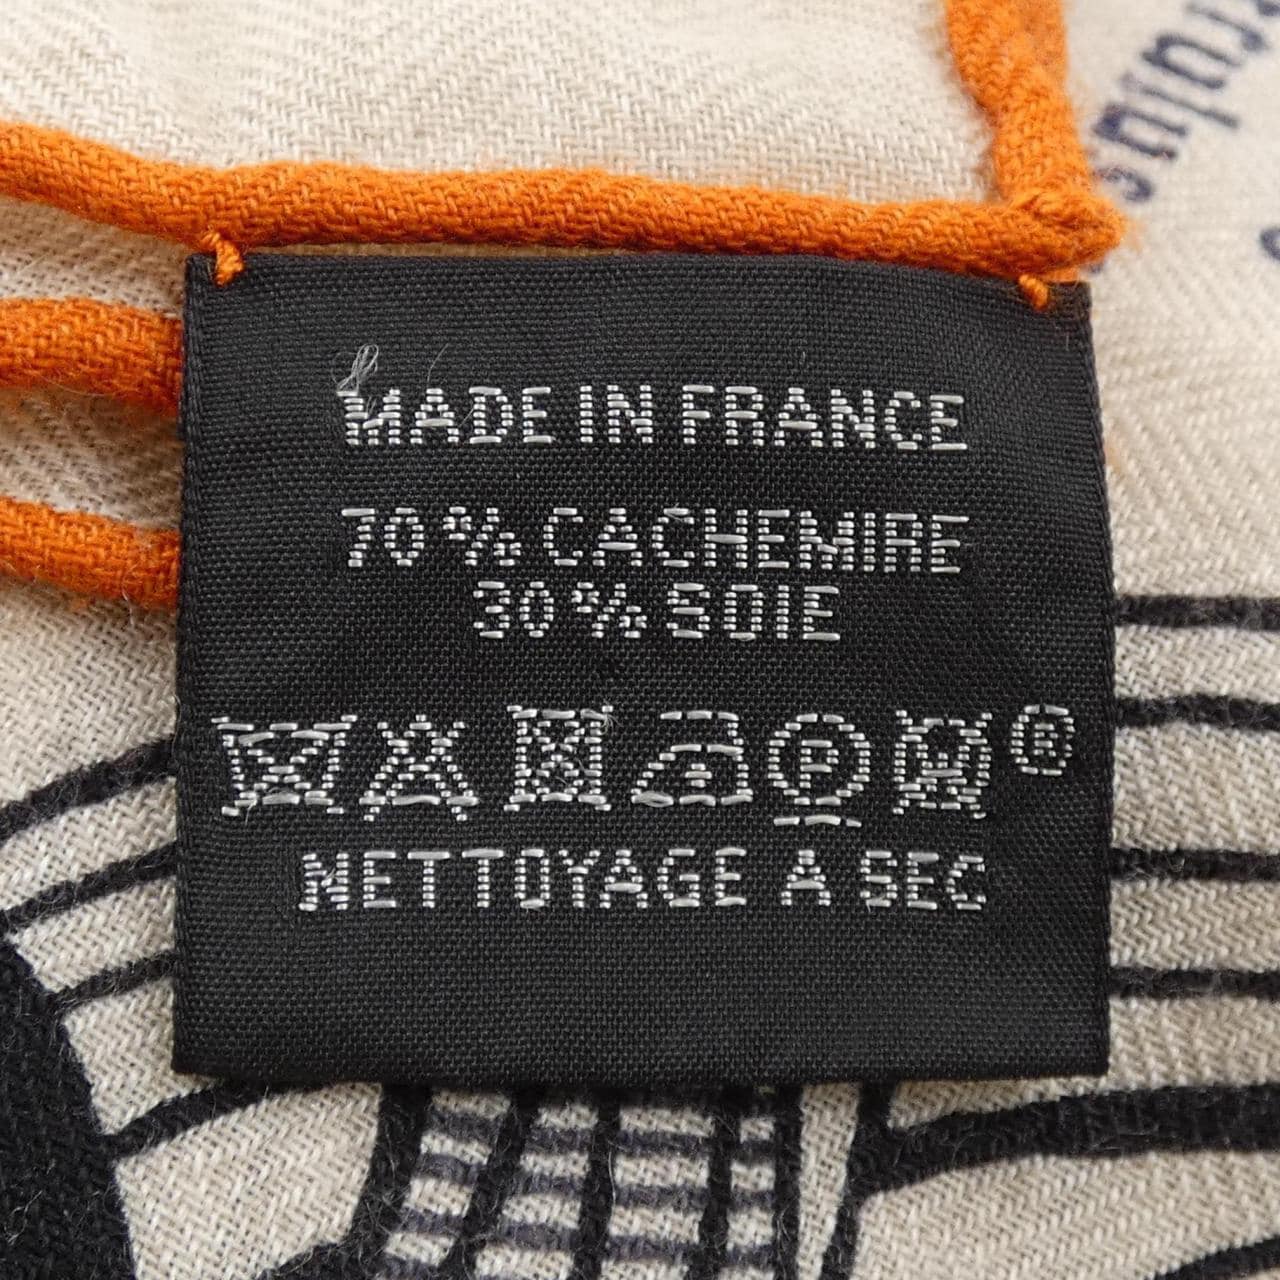 MADE IN FRANCE
70% CACHEMIRE
30% SOIE
P
®
NETTOYAGE A SEC